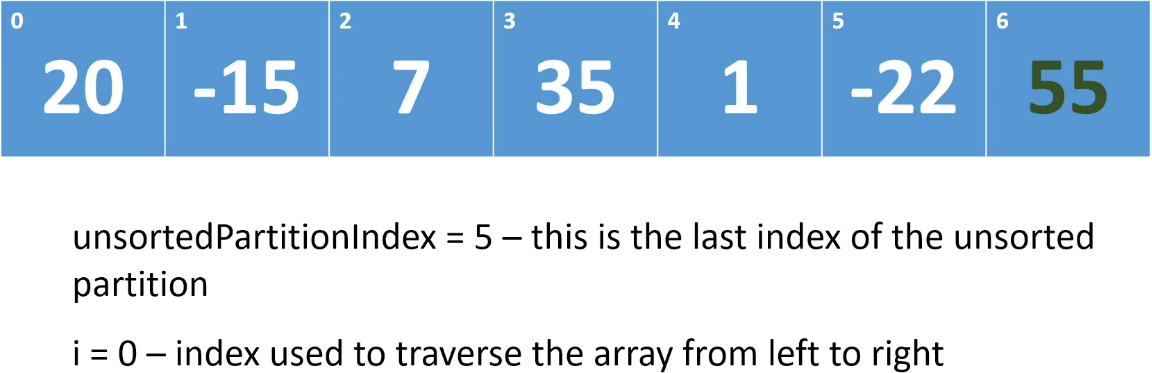 0 1 2 3 4 5 6
20 -15 7 35 1 -22 55
unsortedPartitionIndex = 5 – this is the last index of the unsorted
partition
i = 0 – index used to traverse the array from left to right